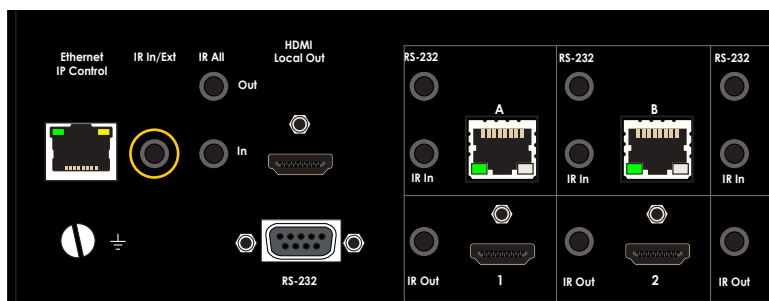 Ethernet
IP Control
IR In/Ext
IR All
HDMI
Local Out
RS-232
RS-232
RS-232
Out
A
B
In
IR In
IR In
IR In
RS-232
IR Out
1
IR Out
2
IR Out